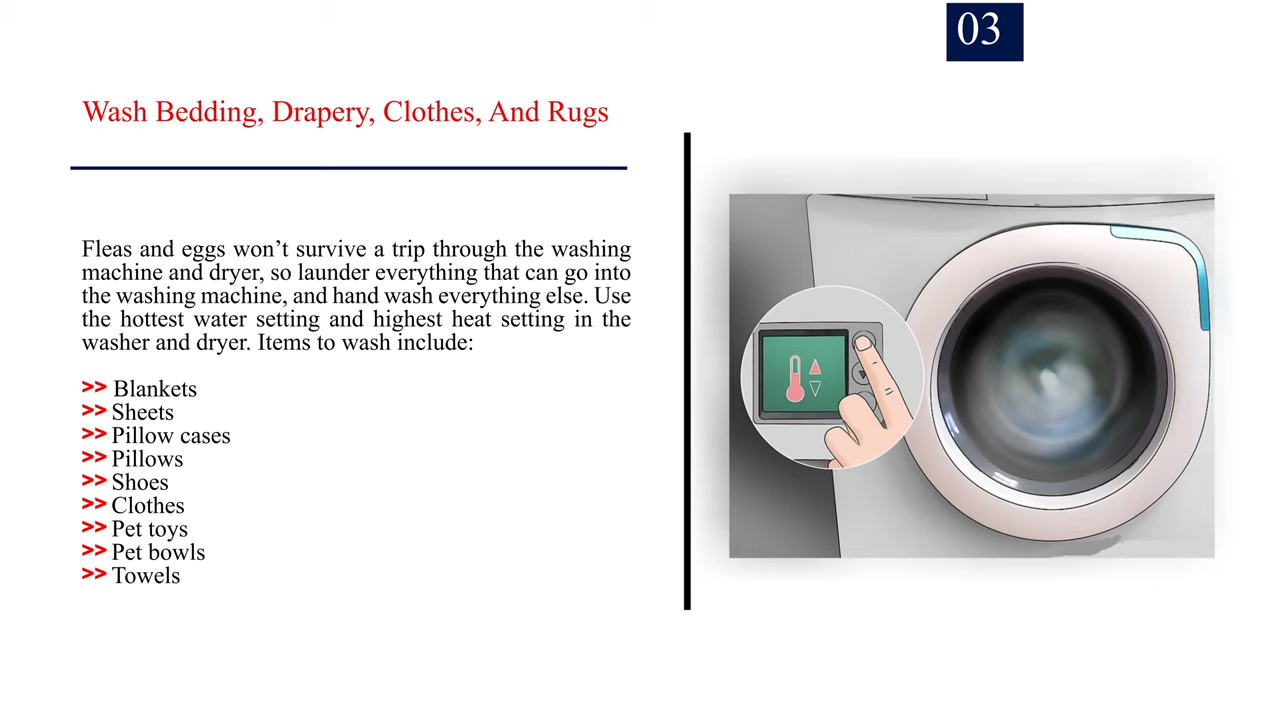 03
Wash Bedding, Drapery, Clothes, And Rugs
Fleas and eggs won’t survive a trip through the washing
machine and dryer, so launder everything that can go into
the washing machine, and hand wash everything else. Use
the hottest water setting and highest heat setting in the
washer and dryer. Items to wash include:
>> Blankets
>> Sheets
>> Pillow cases
>> Pillows
>> Shoes
>> Clothes
>> Pet toys
>> Pet bowls
>> Towels